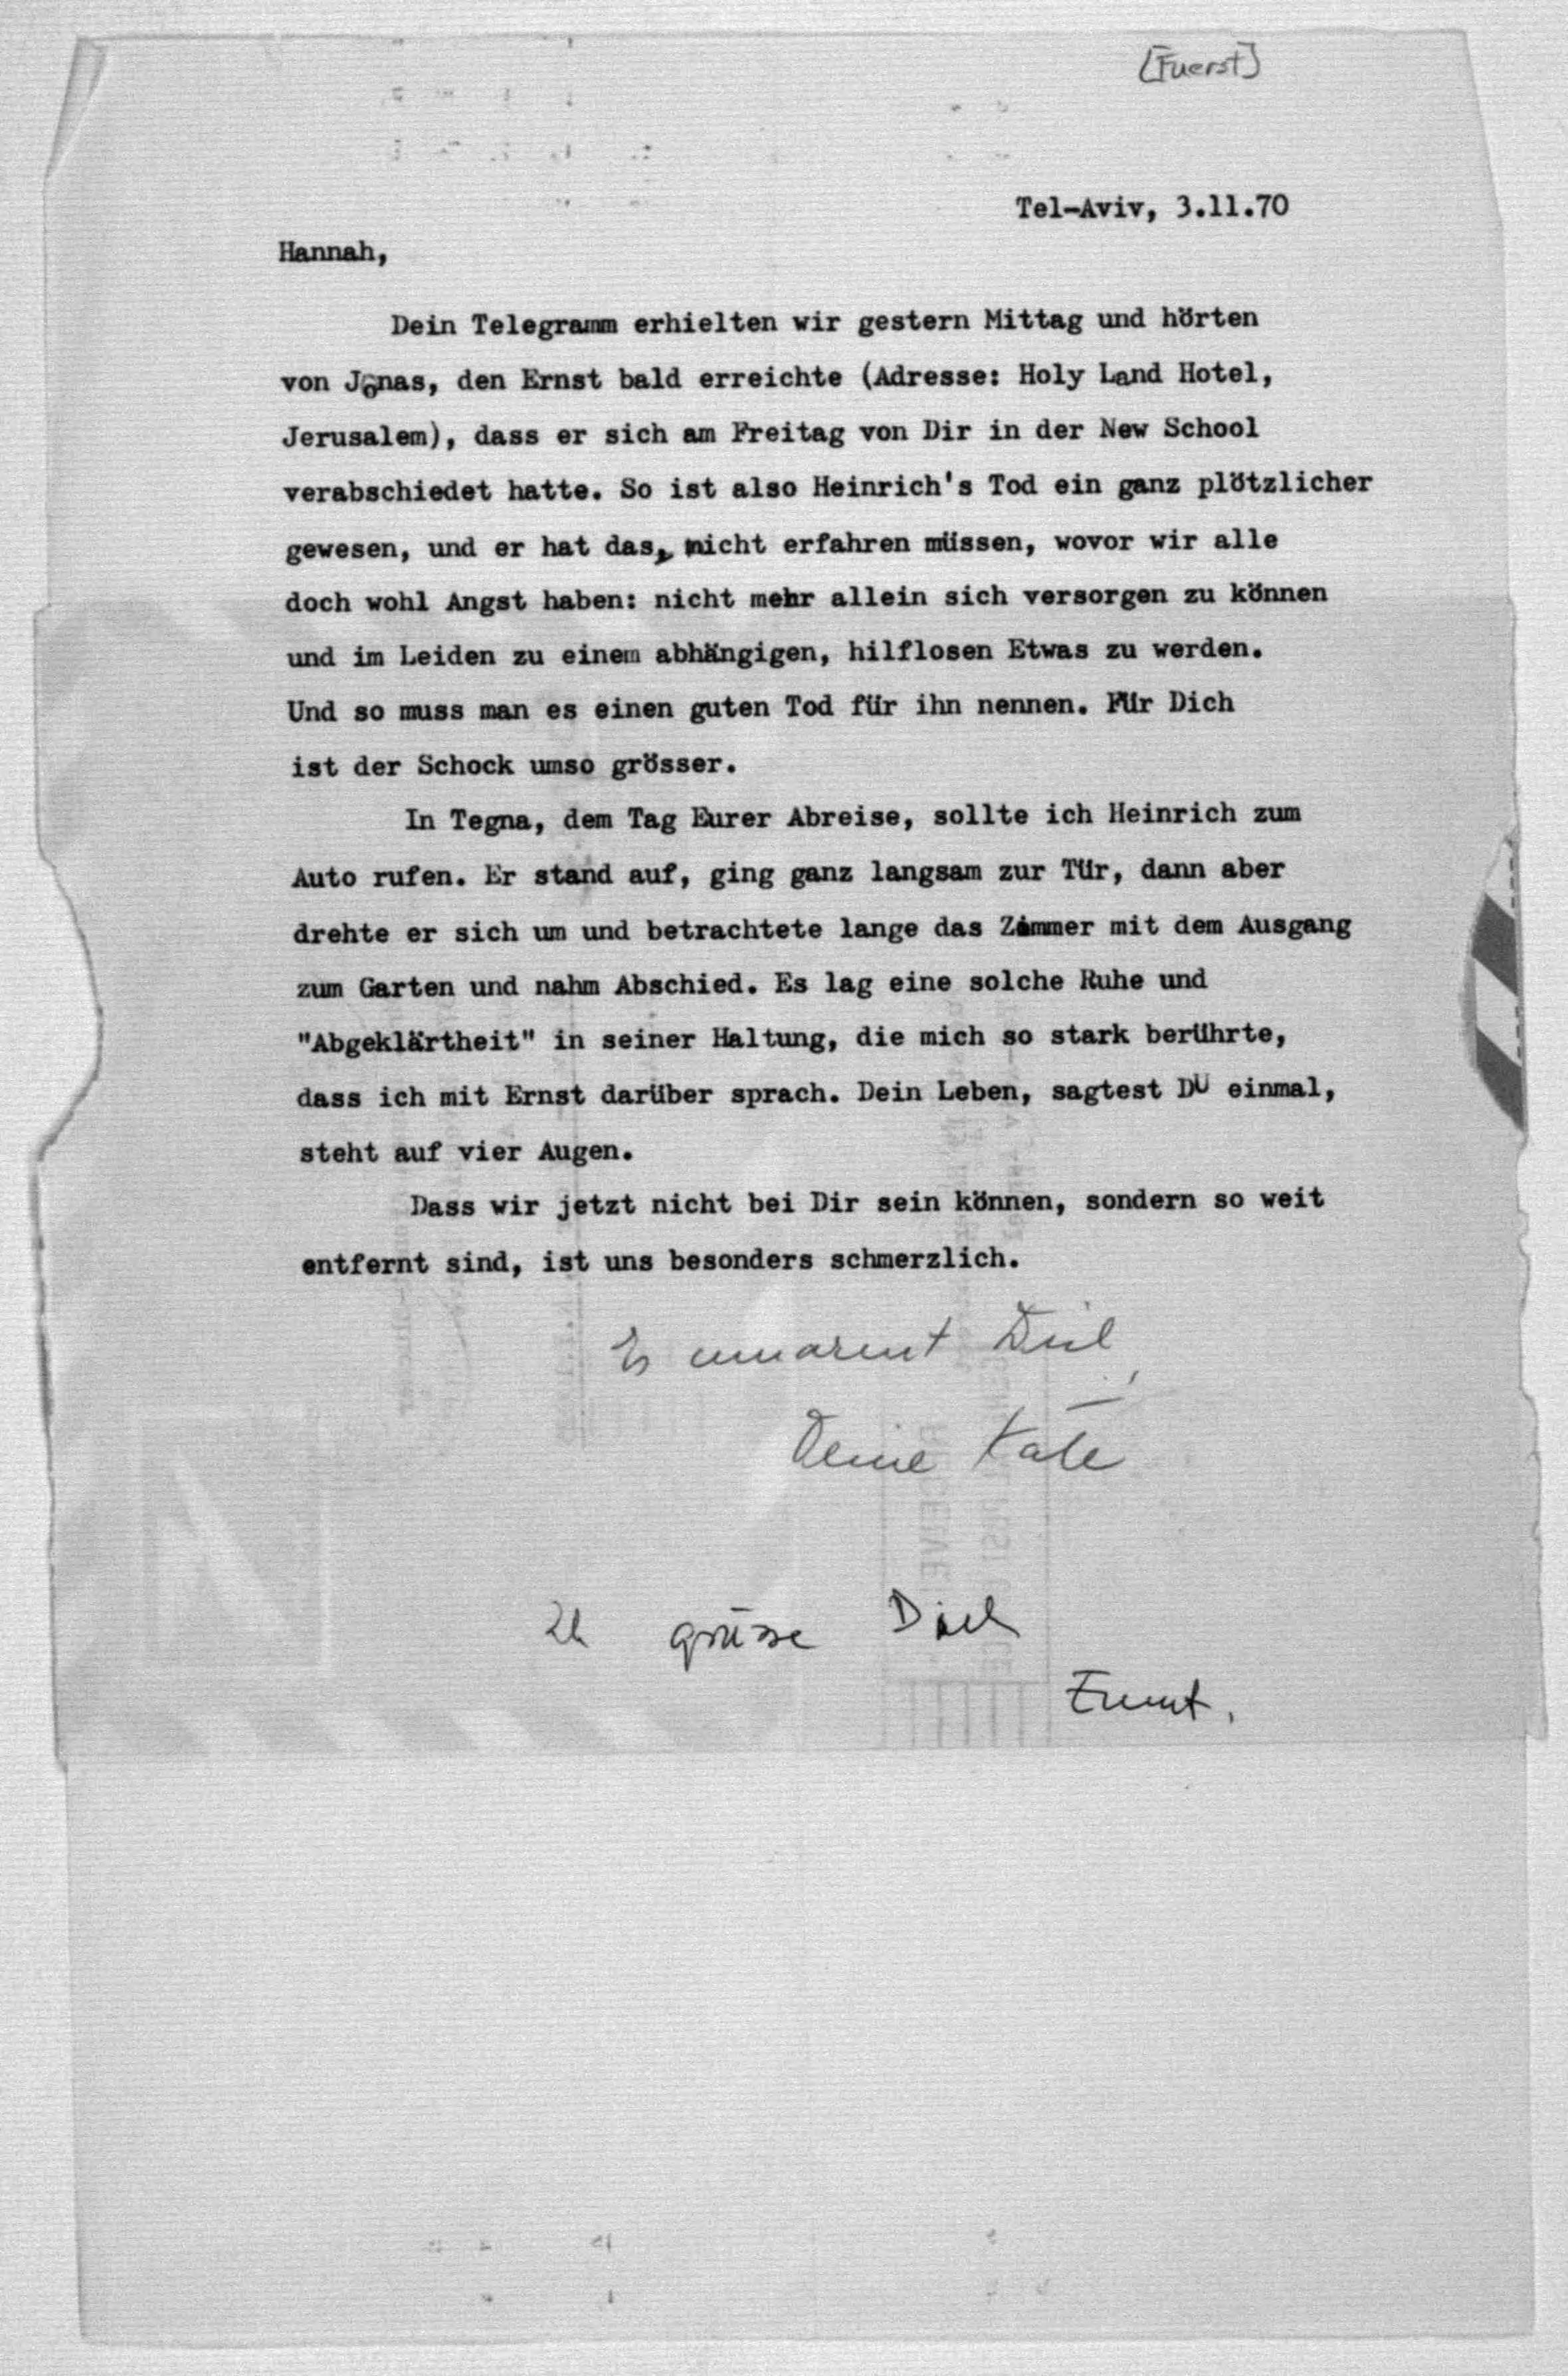 [Fuerst]
Tel-Aviv, 3.11.70
Hannah,
Dein Telegramm erhielten wir gestern Mittag und hörten
von Jonas, den Ernst bald erreichte (Adresse: Holy Land Hotel,
Jerusalem), dass er sich am Freitag von Dir in der New School
verabschiedet hatte. So ist also Heinrich's Tod ein ganz plötzlicher
gewesen, und er hat das, nicht erfahren müssen, wovor wir alle
doch wohl Angst haben: nicht mehr allein sich versorgen zu können
und im Leiden zu einem abhängigen, hilflosen Etwas zu werden.
Und so muss man es einen guten Tod für ihn nennen. Für Dich
ist der Schock umso grösser.
In Tegna, dem Tag Eurer Abreise, sollte ich Heinrich zum
Auto rufen. Er stand auf, ging ganz langsam zur Tür, dann aber
drehte er sich um und betrachtete lange das Zimmer mit dem Ausgang
zum Garten und nahm Abschied. Es lag eine solche Ruhe und
"Abgeklärtheit" in seiner Haltung, die mich so stark berührte,
dass ich mit Ernst darüber sprach. Dein Leben, sagtest DU einmal,
steht auf vier Augen.
Dass wir jetzt nicht bei Dir sein können, sondern so weit
entfernt sind, ist uns besonders schmerzlich.
Es umarmt Dich,
Deine Käte
Ich grüsse Dich
Ernst.